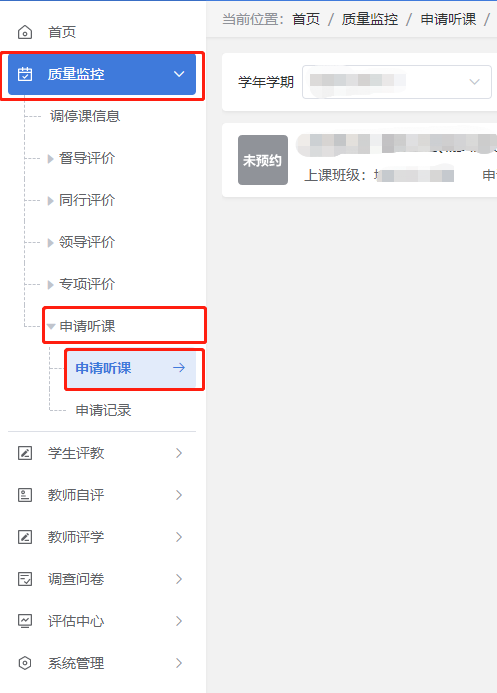 首页
质量监控
调停课信息
督导评价
同行评价
领导评价
专项评价
申请听课
申请听课
申请记录
学生评教
教师自评
教师评学
调查问卷
评估中心
系统管理
当前位置：首页 / 质量监控 / 申请听课 /
学年学期
未预约
上课班级：
申